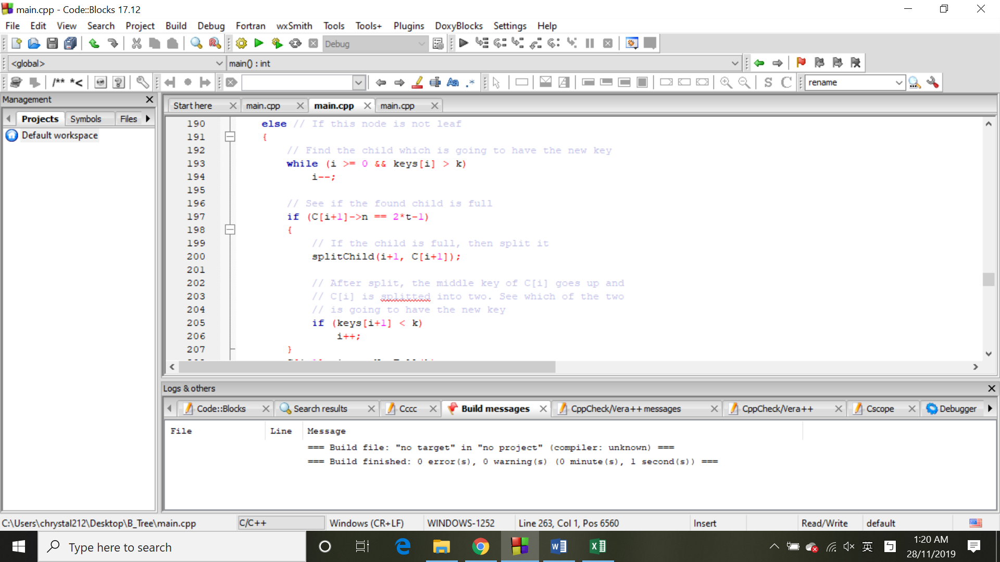 main.cpp - Code::Blocks 17.12
File Edit View Search Project Build Debug Fortran wxSmith Tools Tools+ Plugins DoxyBlocks Settings Help
Debug
<global> main() : int
/** *< Aa .* S C rename
Management
Projects Symbols Files
Default workspace
Start here main.cpp main.cpp main.cpp
190 else // If this node is not leaf
191 {
192 // Find the child which is going to have the new key
193 while (i >= 0 && keys[i] > k)
194 i--;
195
196 // See if the found child is full
197 if (C[i+1]->n == 2*t-1)
198 {
199 // If the child is full, then split it
200 splitChild(i+1, C[i+1]);
201
202 // After split, the middle key of C[i] goes up and
203 // C[i] is splitted into two. See which of the two
204 // is going to have the new key
205 if (keys[i+1] < k)
206 i++;
207 }
Logs & others
Code::Blocks Search results Cccc Build messages CppCheck/Vera++ messages CppCheck/Vera++ Cscope Debugger
File Line Message
=== Build file: "no target" in "no project" (compiler: unknown) ===
=== Build finished: 0 error(s), 0 warning(s) (0 minute(s), 1 second(s)) ===
C:\Users\chrystal212\Desktop\B_Tree\main.cpp C/C++ Windows (CR+LF) WINDOWS-1252 Line 263, Col 1, Pos 6560 Insert Read/Write default
Type here to search
英
ㄅ
1:20 AM
28/11/2019